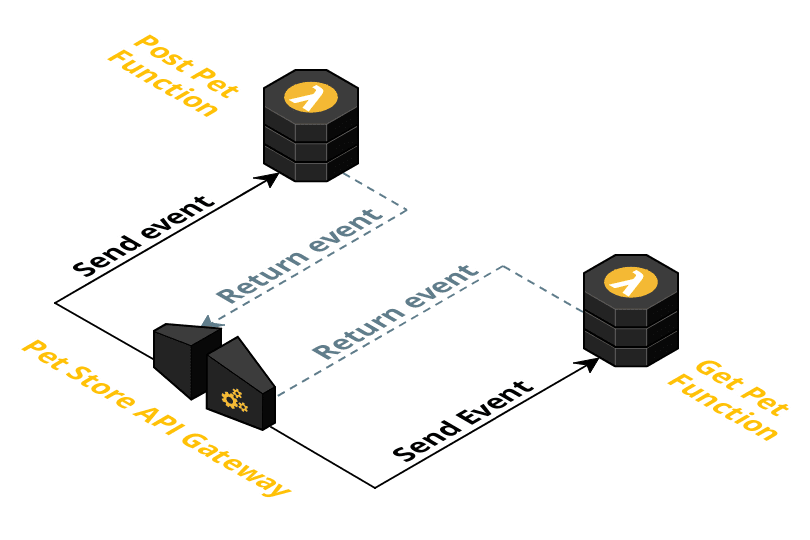 Post Pet
Function
Send event
Return event
Return event
Pet Store API Gateway
Send Event
Get Pet
Function